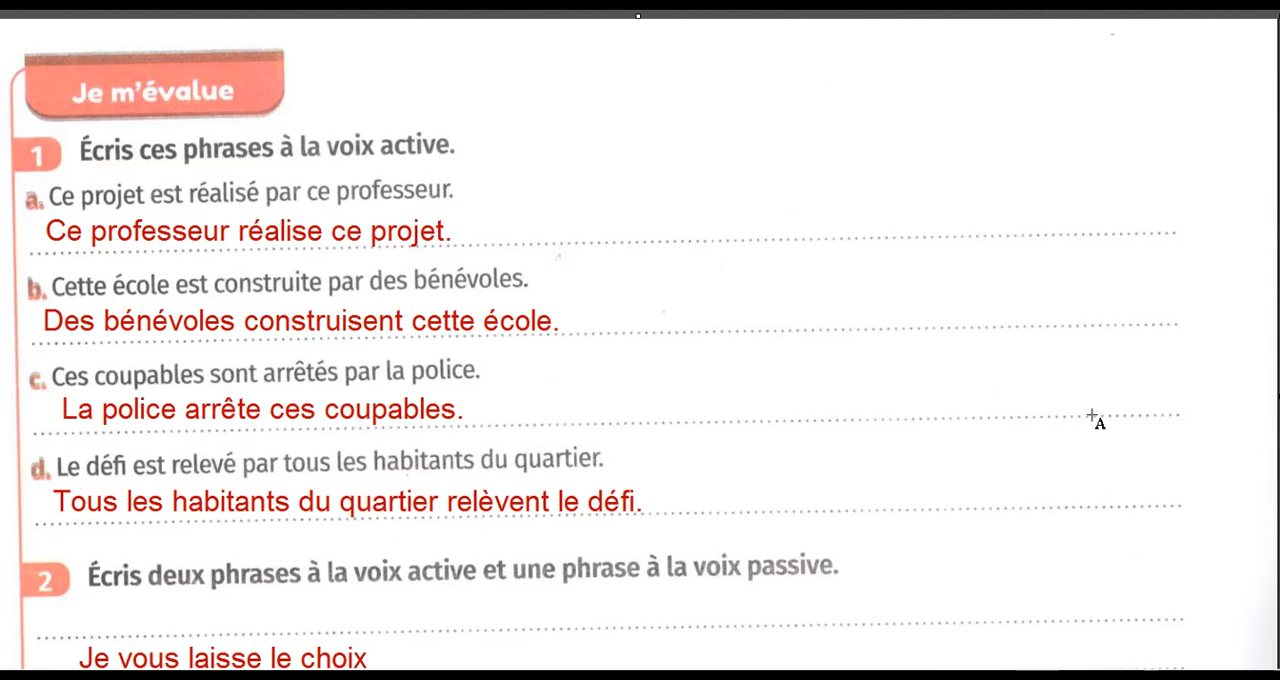 Je m'évalue
1 Écris ces phrases à la voix active.
a. Ce projet est réalisé par ce professeur.
Ce professeur réalise ce projet.
b. Cette école est construite par des bénévoles.
Des bénévoles construisent cette école.
c. Ces coupables sont arrêtés par la police.
La police arrête ces coupables.
d. Le défi est relevé par tous les habitants du quartier.
Tous les habitants du quartier relèvent le défi.
2 Écris deux phrases à la voix active et une phrase à la voix passive.
Je vous laisse le choix